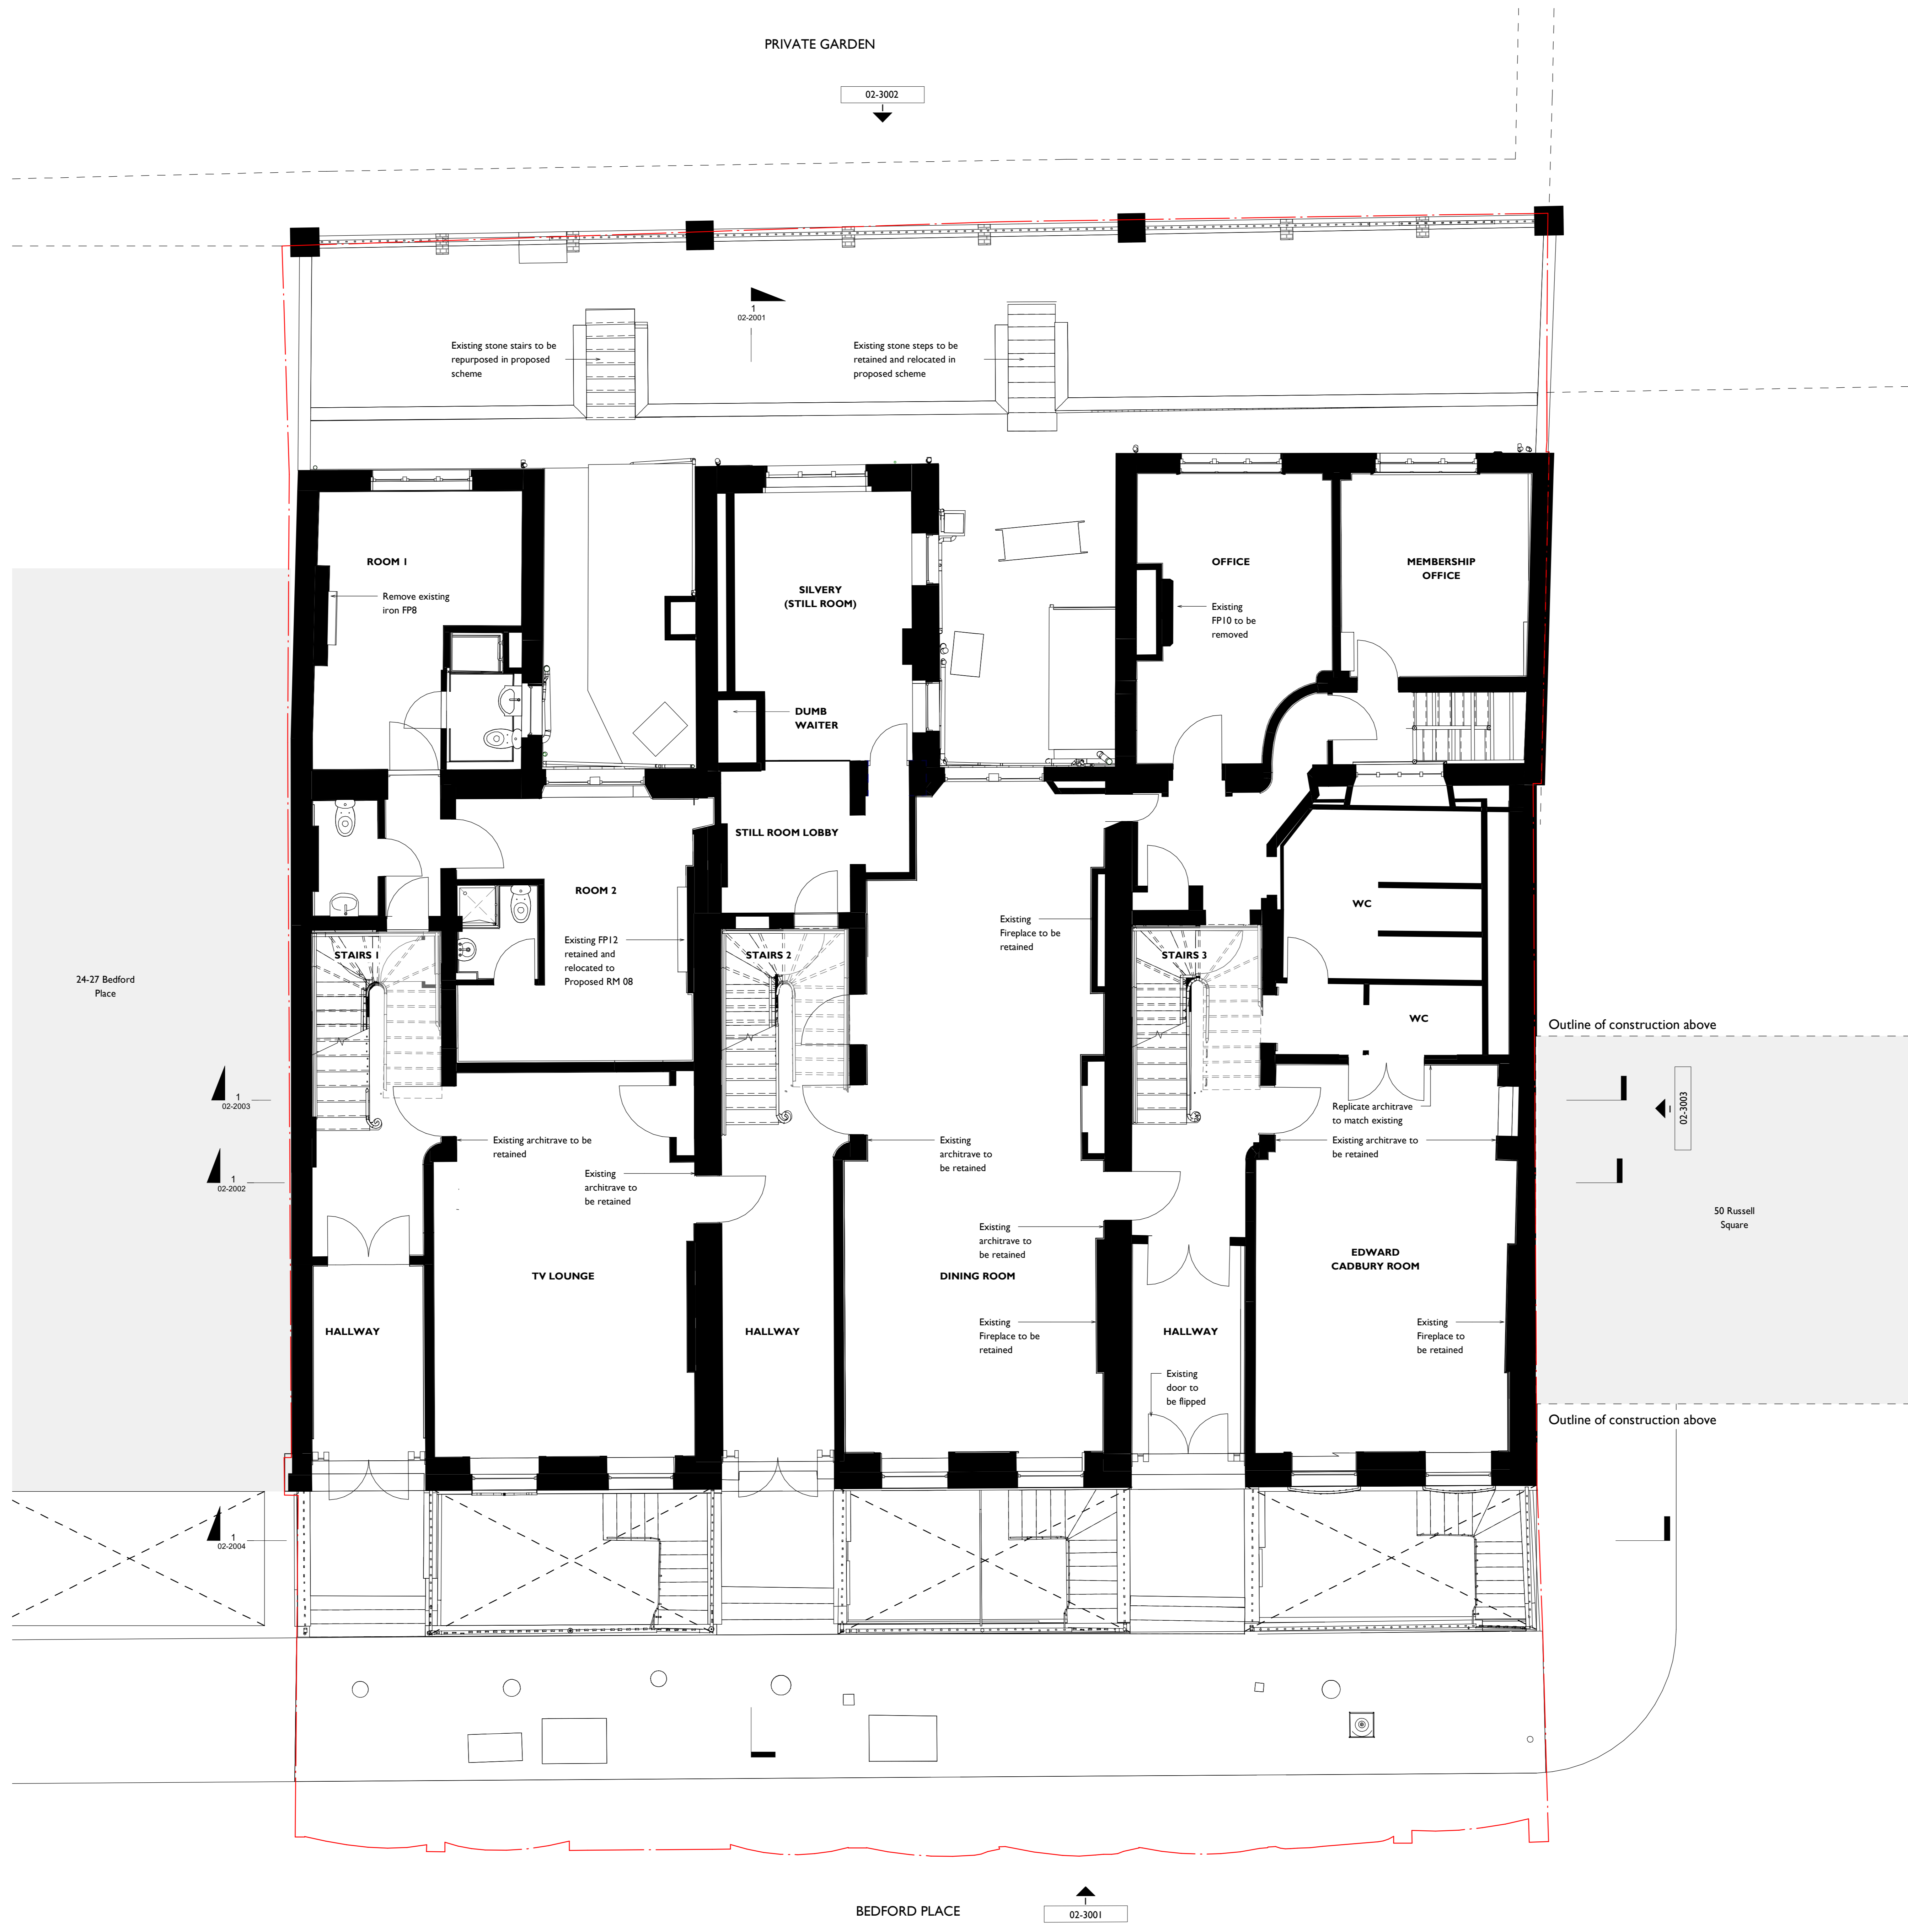 PRIVATE GARDEN
02-3002
1
02-2001
Existing stone stairs to be
repurposed in proposed
scheme
Existing stone steps to be
retained and relocated in
proposed scheme
ROOM 1
Remove existing
iron FP8
SILVERY
(STILL ROOM)
OFFICE
Existing
FP10 to be
removed
MEMBERSHIP
OFFICE
DUMB
WAITER
STILL ROOM LOBBY
ROOM 2
WC
Existing
Fireplace to be
retained
Existing FP12
retained and
relocated to
Proposed RM 08
STAIRS 1
STAIRS 2
STAIRS 3
24-27 Bedford
Place
WC
Outline of construction above
1
02-2003
02-3003
Replicate architrave
to match existing
Existing architrave to be
retained
Existing
architrave to
be retained
Existing architrave to
be retained
Existing
architrave to
be retained
1
02-2002
50 Russell
Square
Existing
architrave to
be retained
EDWARD
CADBURY ROOM
TV LOUNGE
DINING ROOM
HALLWAY
HALLWAY
Existing
Fireplace to be
retained
HALLWAY
Existing
Fireplace to
be retained
Existing
door to
be flipped
Outline of construction above
1
02-2004
BEDFORD PLACE
02-3001